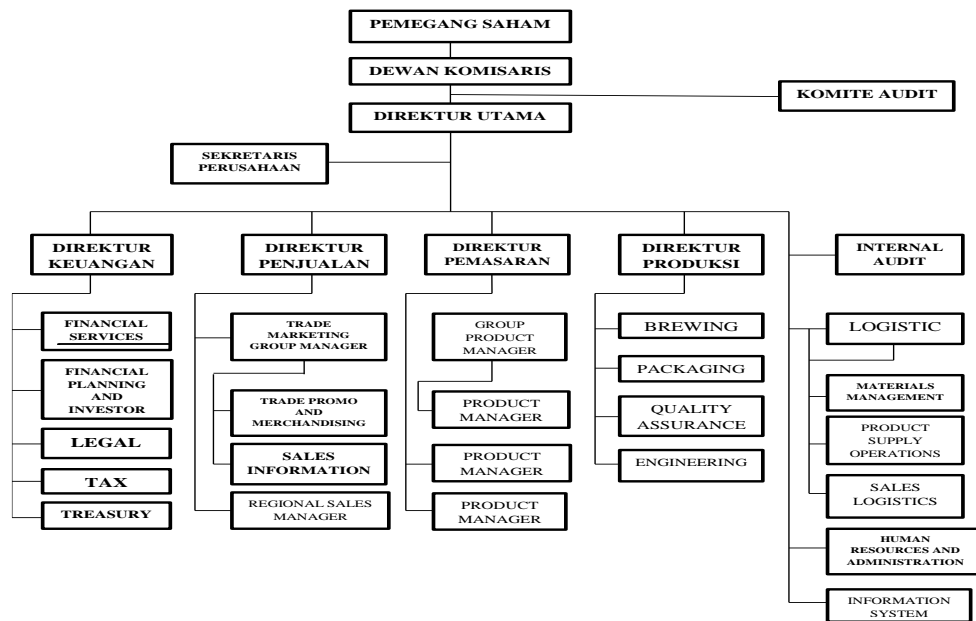 PEMEGANG SAHAM
DEWAN KOMISARIS
KOMITE AUDIT
DIREKTUR UTAMA
SEKRETARIS
PERUSAHAAN
DIREKTUR
KEUANGAN
DIREKTUR
PENJUALAN
DIREKTUR
PEMASARAN
DIREKTUR
PRODUKSI
INTERNAL
AUDIT
FINANCIAL
SERVICES
FINANCIAL
PLANNING
AND
INVESTOR
LEGAL
TAX
TREASURY
TRADE
MARKETING
GROUP MANAGER
TRADE PROMO AND
MERCHANDISING
SALES
INFORMATION
REGIONAL SALES
MANAGER
GROUP
PRODUCT
MANAGER
PRODUCT
MANAGER
PRODUCT
MANAGER
PRODUCT
MANAGER
BREWING
PACKAGING
QUALITY
ASSURANCE
ENGINEERING
LOGISTIC
MATERIALS
MANAGEMENT
PRODUCT
SUPPLY
OPERATIONS
SALES
LOGISTICS
HUMAN
RESOURCES AND
ADMINISTRATION
INFORMATION
SYSTEM